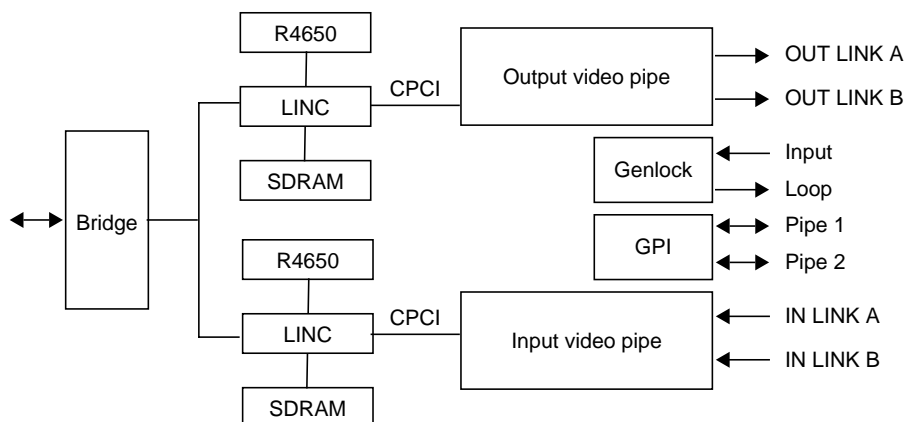 R4650
CPCI
LINC
SDRAM
Output video pipe
OUT LINK A
OUT LINK B
Genlock
Input
Loop
Bridge
GPI
Pipe 1
Pipe 2
R4650
CPCI
LINC
SDRAM
Input video pipe
IN LINK A
IN LINK B